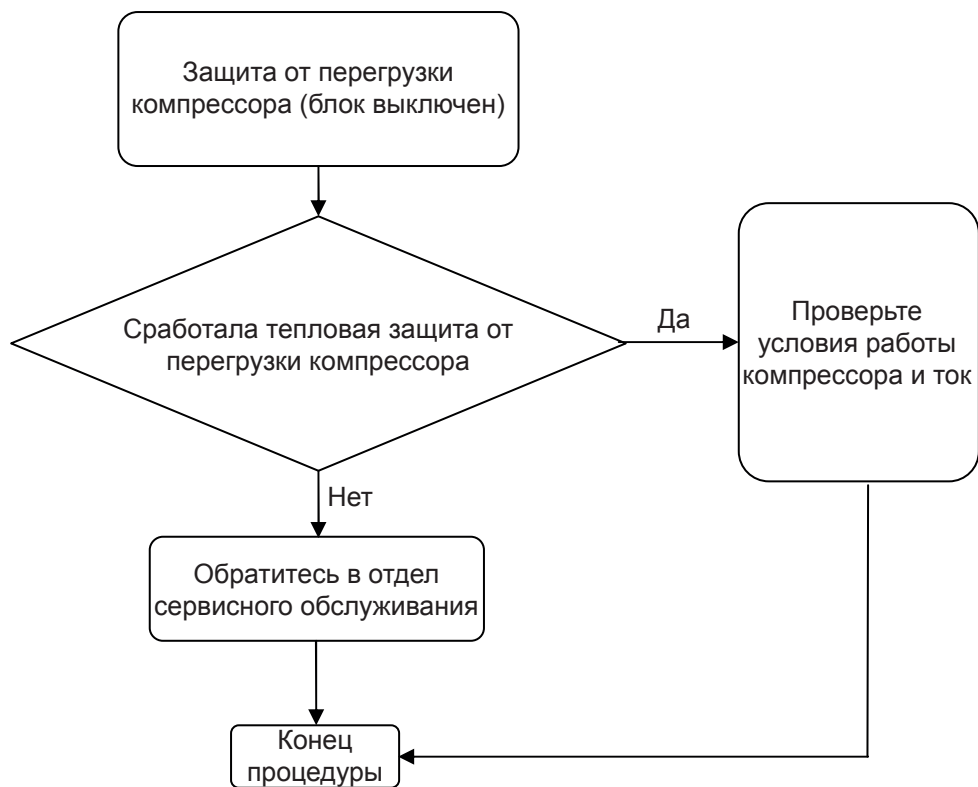 Защита от перегрузки
компрессора (блок выключен)
Сработала тепловая защита от
перегрузки компрессора
Да
Проверьте
условия работы
компрессора и ток
Нет
Обратитесь в отдел
сервисного обслуживания
Конец
процедуры